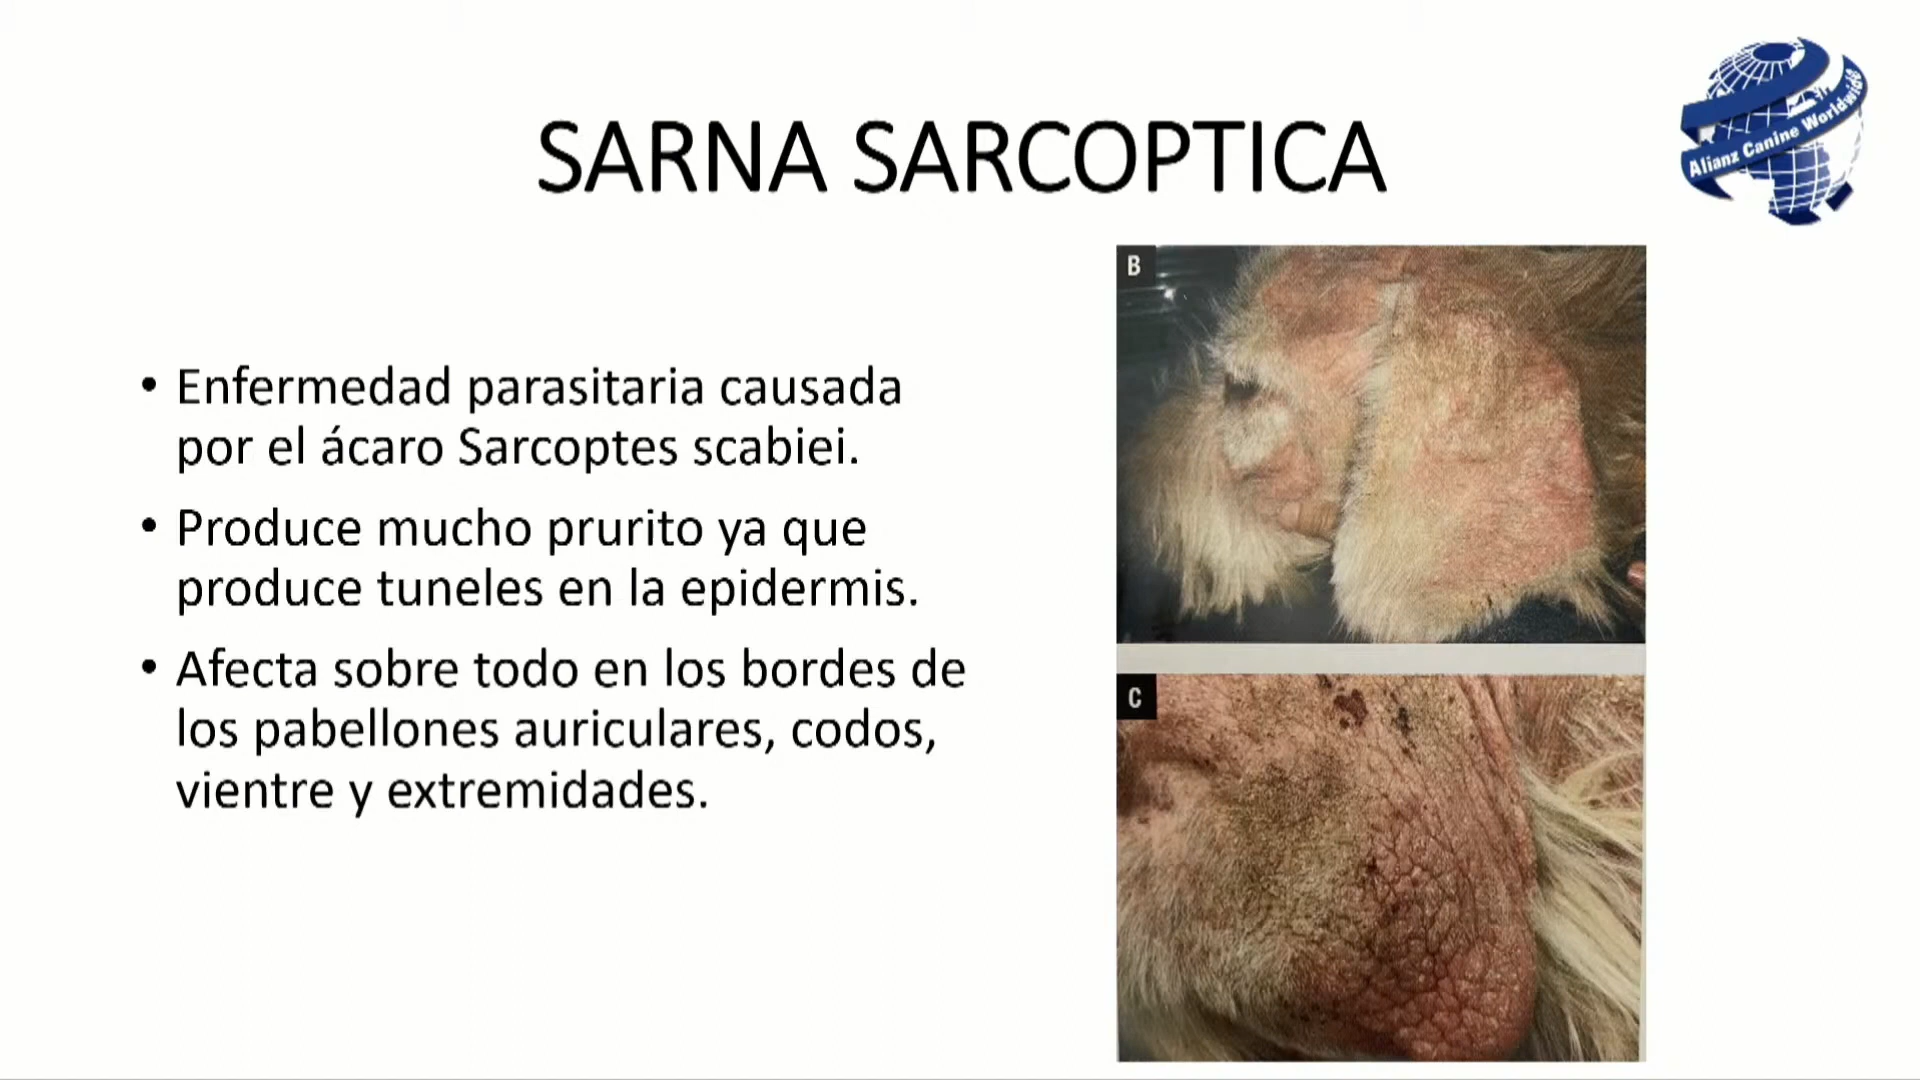 SARNA SARCOPTICA
Alianz Canine Worldwide
B
• Enfermedad parasitaria causada
por el ácaro Sarcoptes scabiei.
• Produce mucho prurito ya que
produce tuneles en la epidermis.
• Afecta sobre todo en los bordes de
los pabellones auriculares, codos,
vientre y extremidades.
C